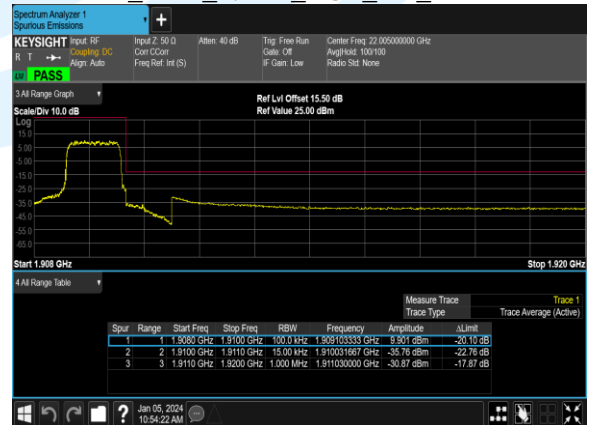 Spectrum Analyzer 1
Spurious Emissions
KEYSIGHT Input: RF Input Z: 50 Ω Atten: 40 dB Trig: Free Run Center Freq: 22.005000000 GHz
R T Coupling: DC Corr CCorr Gate: Off Avg|Hold: 100/100
Align: Auto Freq Ref: Int (S) IF Gain: Low Radio Std: None
LV PASS
3 All Range Graph
Ref Lvl Offset 15.50 dB
Scale/Div 10.0 dB Ref Value 25.00 dBm
Log
15.0
5.00
-5.00
-15.0
-25.0
-35.0
-45.0
-55.0
-65.0
Start 1.908 GHz Stop 1.920 GHz
4 All Range Table
Measure Trace Trace 1
Trace Type Trace Average (Active)
Spur Range Start Freq Stop Freq RBW Frequency Amplitude ΔLimit
1 1 1.9080 GHz 1.9100 GHz 100.0 kHz 1.909103333 GHz 9.901 dBm -20.10 dB
2 2 1.9100 GHz 1.9110 GHz 15.00 kHz 1.910031667 GHz -35.76 dBm -22.76 dB
3 3 1.9110 GHz 1.9200 GHz 1.000 MHz 1.911030000 GHz -30.87 dBm -17.87 dB
Jan 05, 2024
10:54:22 AM